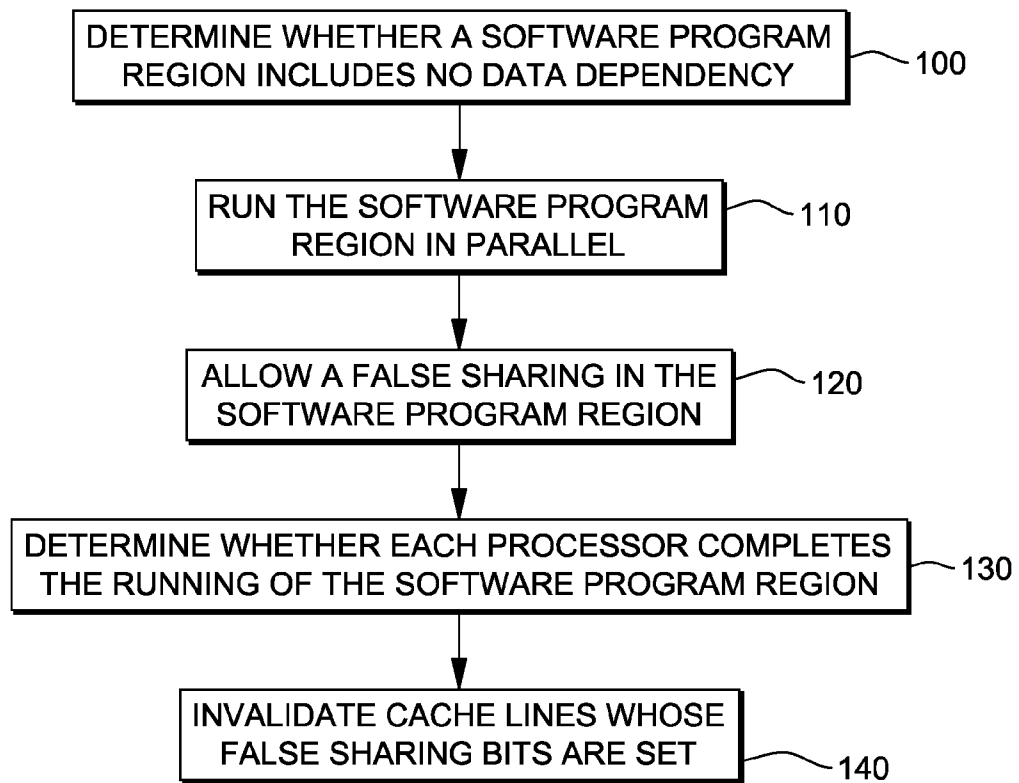 DETERMINE WHETHER A SOFTWARE PROGRAM
REGION INCLUDES NO DATA DEPENDENCY
100
RUN THE SOFTWARE PROGRAM
REGION IN PARALLEL
110
ALLOW A FALSE SHARING IN THE
SOFTWARE PROGRAM REGION
120
DETERMINE WHETHER EACH PROCESSOR COMPLETES
THE RUNNING OF THE SOFTWARE PROGRAM REGION
130
INVALIDATE CACHE LINES WHOSE
FALSE SHARING BITS ARE SET
140